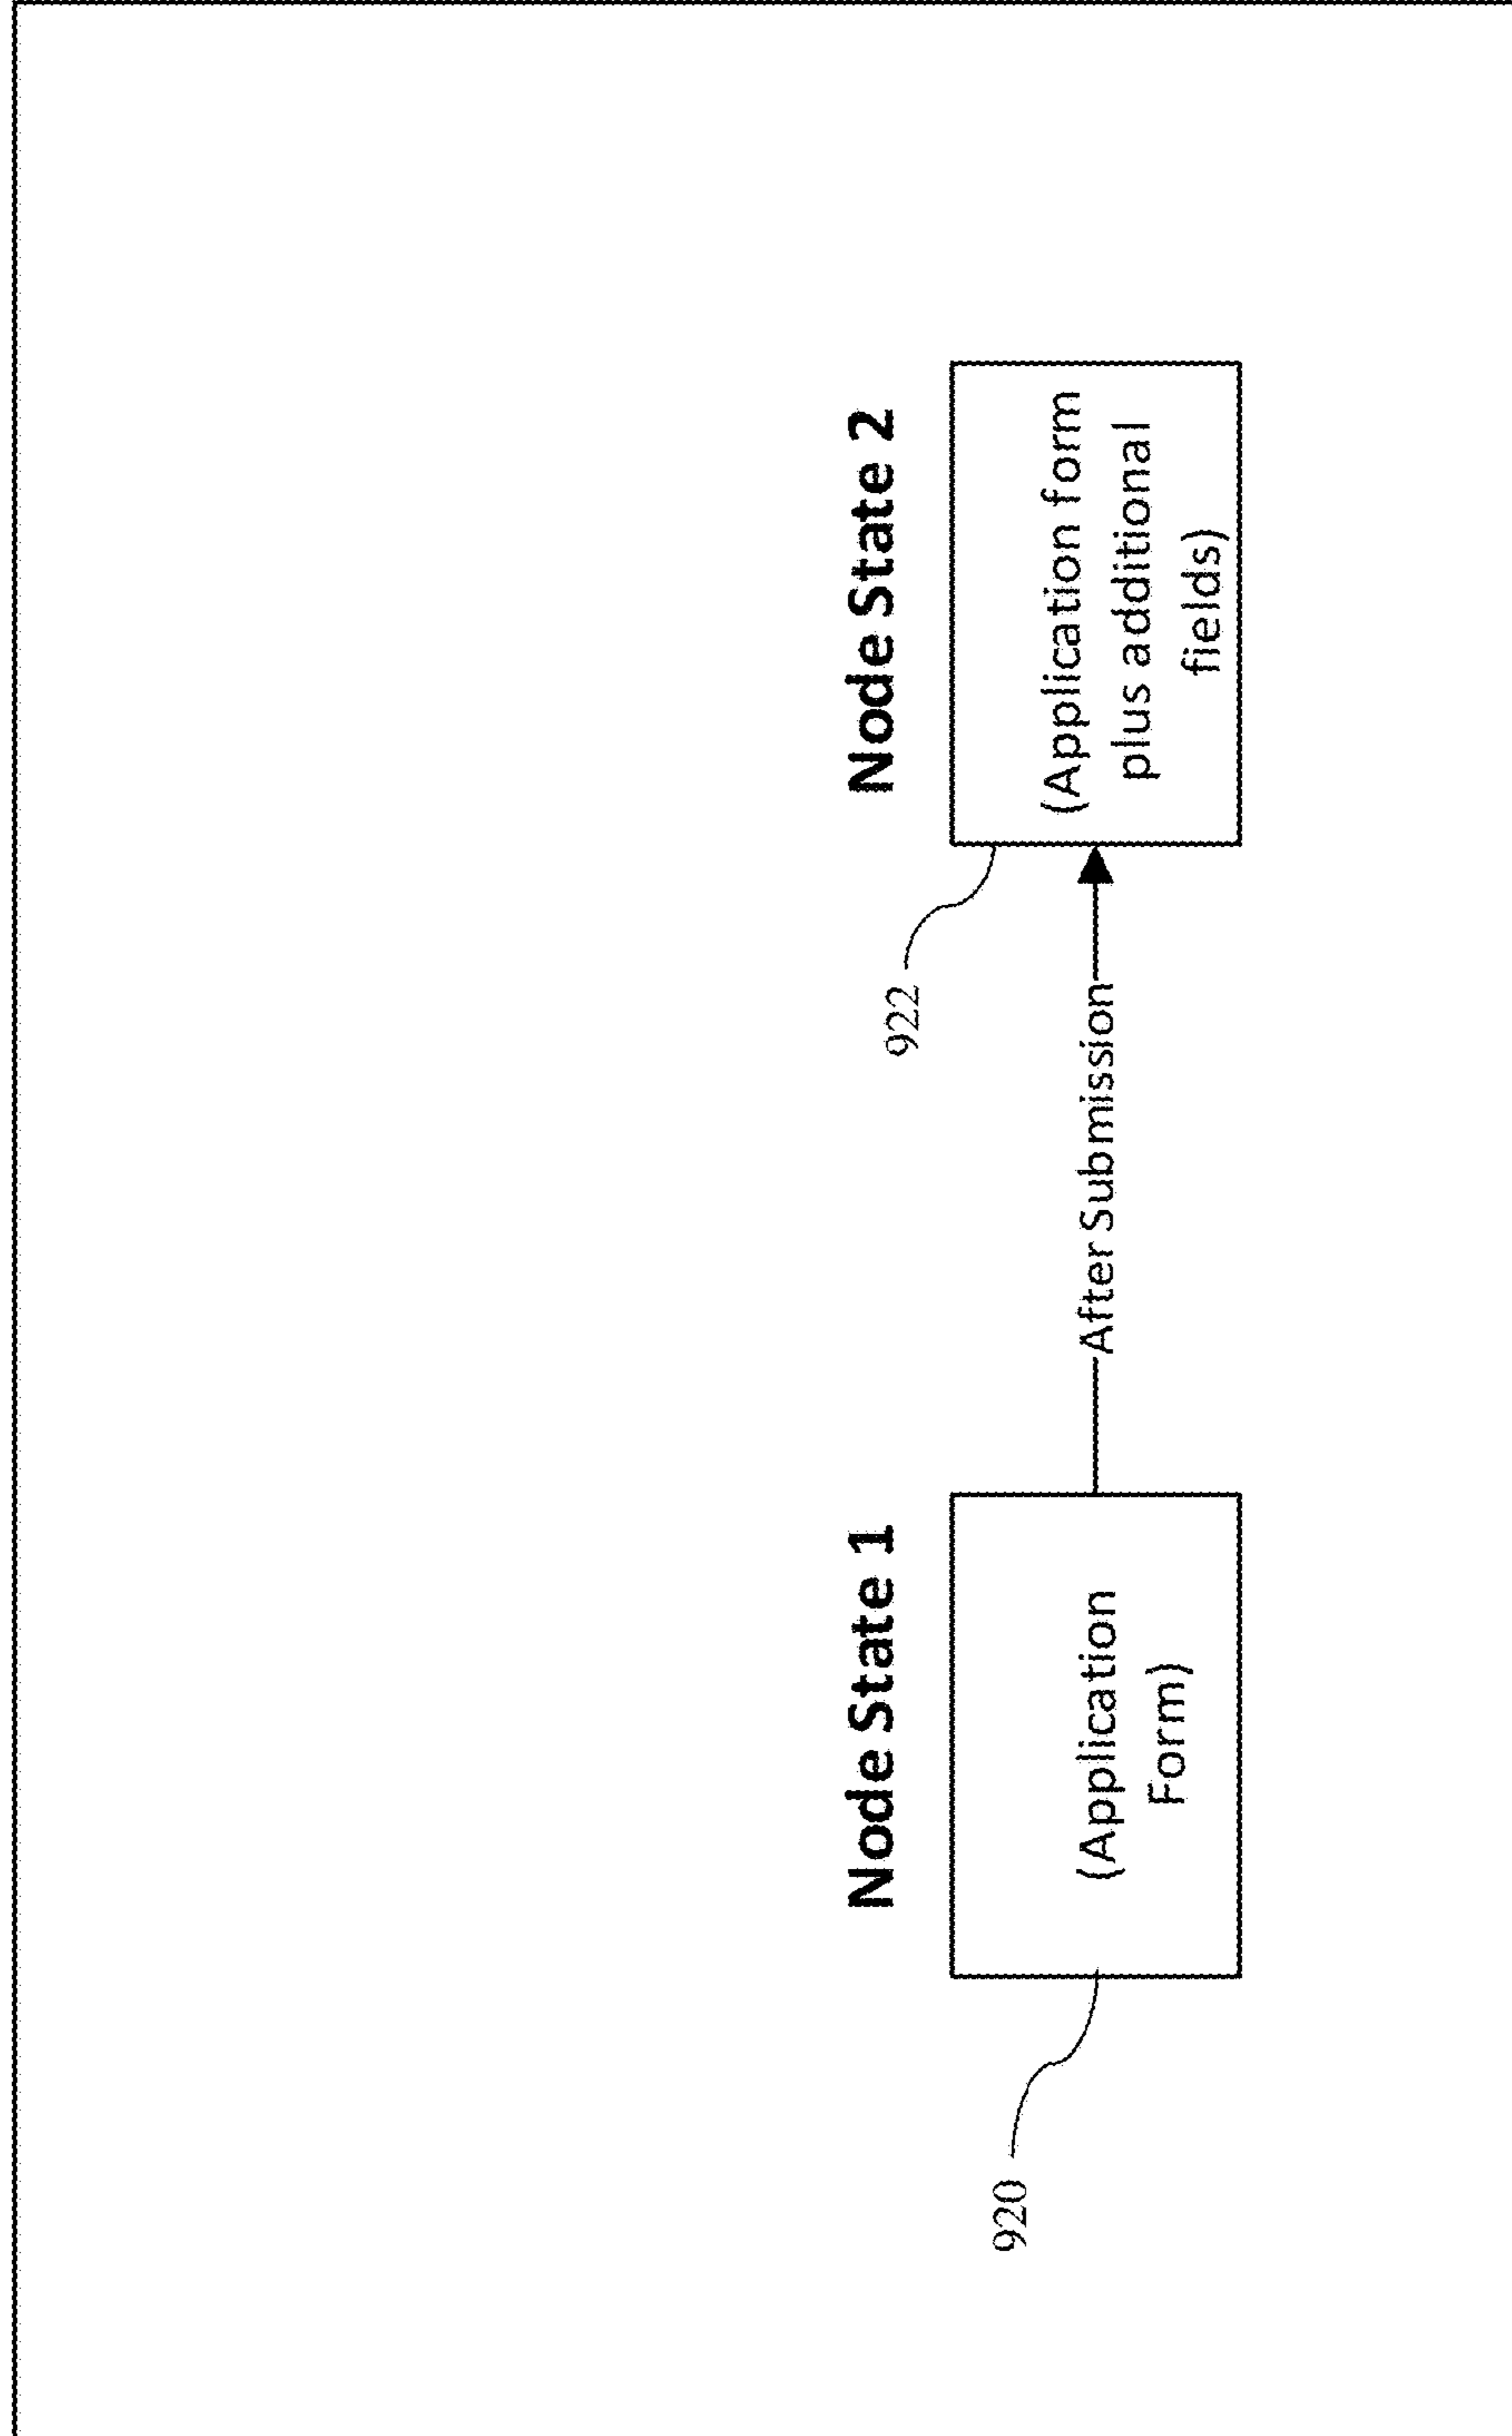 Node State 1
Node State 2
922
(Application
Form)
After Submission
(Application form
plus additional
fields)
920